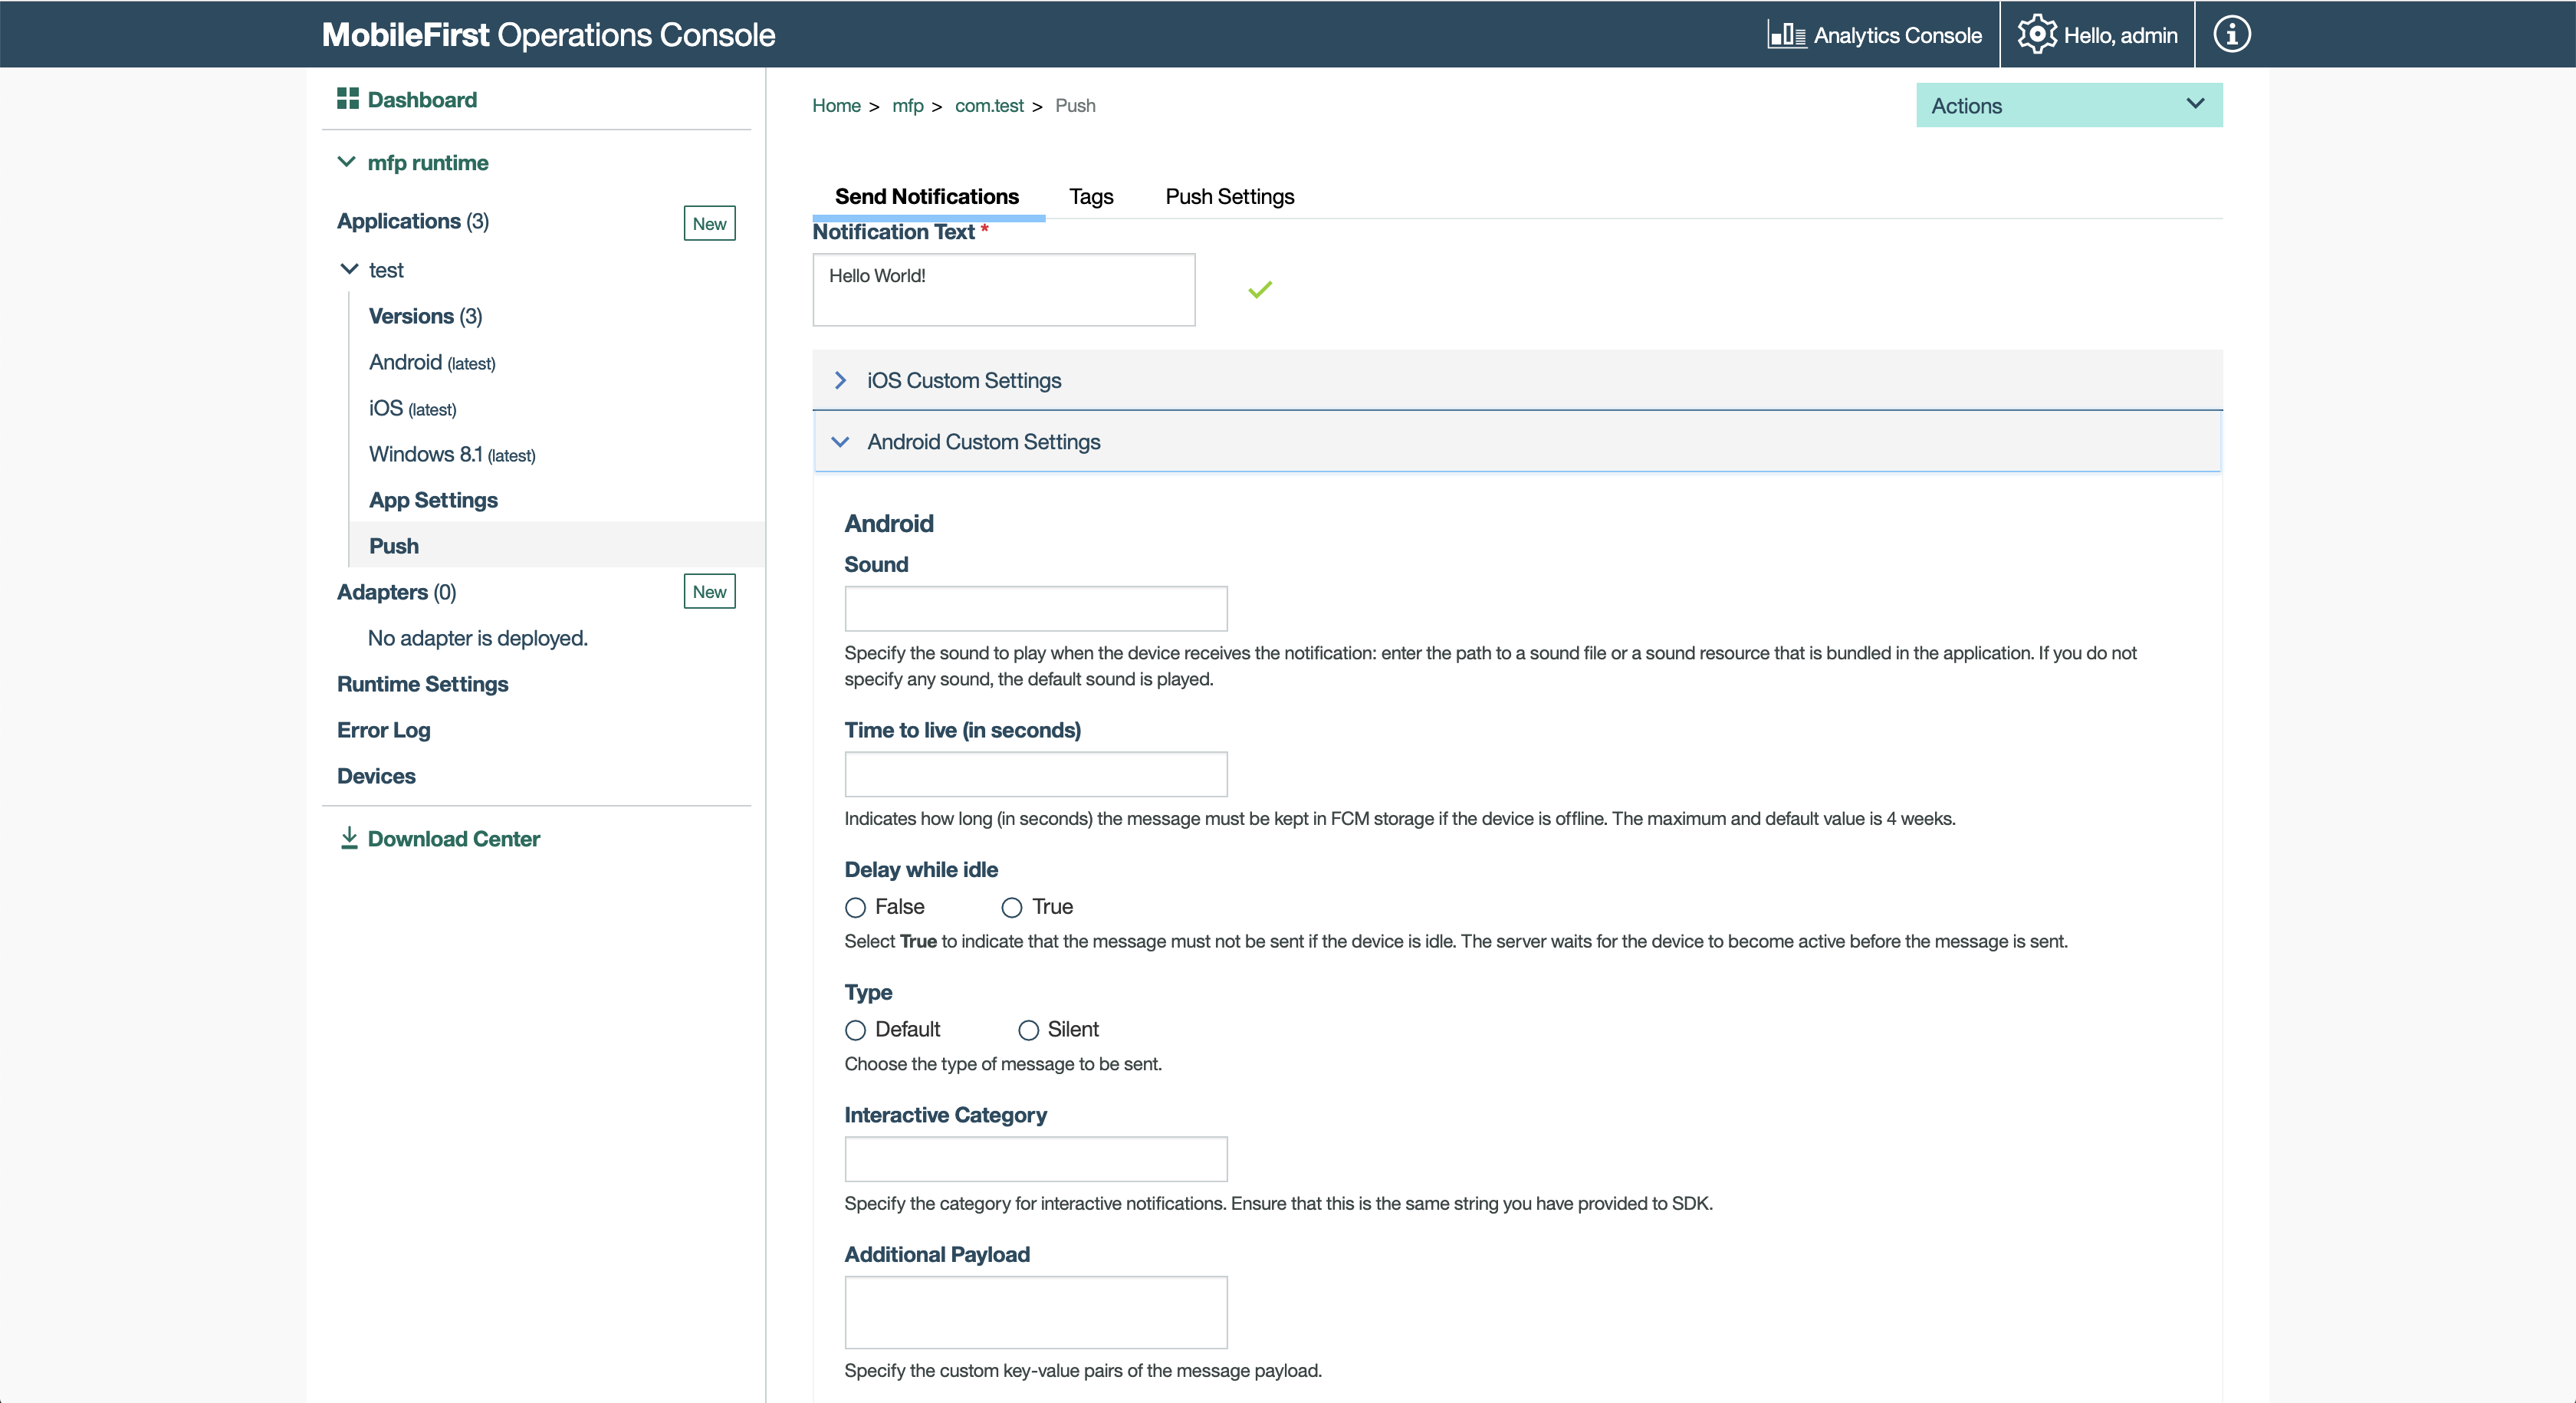 MobileFirst Operations Console
Analytics Console
Hello, admin
Dashboard
mfp runtime
Applications (3)
New
test
Versions (3)
Android (latest)
iOS (latest)
Windows 8.1 (latest)
App Settings
Push
Adapters (0)
New
No adapter is deployed.
Runtime Settings
Error Log
Devices
Download Center
Home > mfp > com.test > Push
Actions
Send Notifications
Tags
Push Settings
Notification Text *
Hello World!
iOS Custom Settings
Android Custom Settings
Android
Sound
Specify the sound to play when the device receives the notification: enter the path to a sound file or a sound resource that is bundled in the application. If you do not
specify any sound, the default sound is played.
Time to live (in seconds)
Indicates how long (in seconds) the message must be kept in FCM storage if the device is offline. The maximum and default value is 4 weeks.
Delay while idle
False True
Select True to indicate that the message must not be sent if the device is idle. The server waits for the device to become active before the message is sent.
Type
Default Silent
Choose the type of message to be sent.
Interactive Category
Specify the category for interactive notifications. Ensure that this is the same string you have provided to SDK.
Additional Payload
Specify the custom key-value pairs of the message payload.